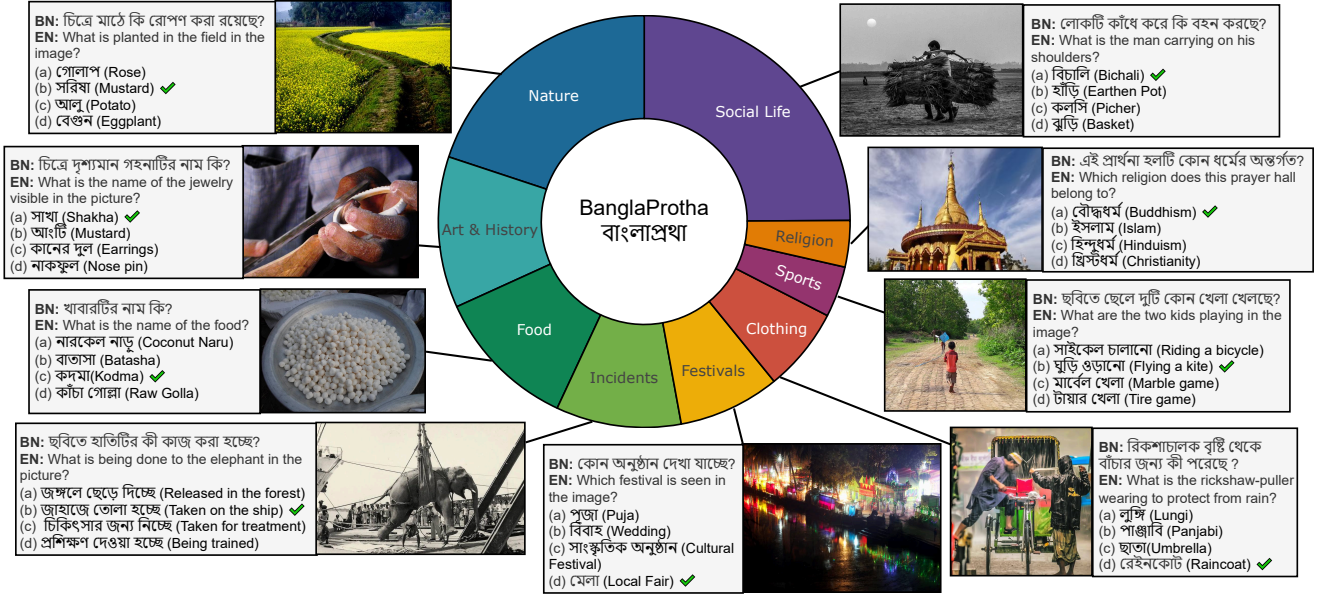 BN: চিত্রে মাঠে কি রোপণ করা রয়েছে?
EN: What is planted in the field in the
image?
(a) গোলাপ (Rose)
(b) সরিষা (Mustard)
(c) আলু (Potato)
(d) বেগুন (Eggplant)
BN: চিত্রে দৃশ্যমান গহনাটির নাম কি?
EN: What is the name of the jewelry
visible in the picture?
(a) সাখা (Shakha)
(b) আংটি (Mustard)
(c) কানের দুল (Earrings)
(d) নাকফুল (Nose pin)
BN: খাবারটির নাম কি?
EN: What is the name of the food?
(a) নারকেল নাড়ু (Coconut Naru)
(b) বাতাসা (Batasha)
(c) কদমা(Kodma)
(d) কাঁচা গোল্লা (Raw Golla)
BN: ছবিতে হাতিটির কী কাজ করা হচ্ছে?
EN: What is being done to the elephant in the
picture?
(a) জঙ্গলে ছেড়ে দিচ্ছে (Released in the forest)
(b) জাহাজে তোলা হচ্ছে (Taken on the ship)
(c) চিকিৎসার জন্য নিচ্ছে (Taken for treatment)
(d) প্রশিক্ষণ দেওয়া হচ্ছে (Being trained)
Nature
Social Life
Art & History
Religion
Sports
Food
Clothing
Incidents
Festivals
BanglaProtha
বাংলাপ্রথা
BN: কোন অনুষ্ঠান দেখা যাচ্ছে?
EN: Which festival is seen in
the image?
(a) পূজা (Puja)
(b) বিবাহ (Wedding)
(c) সাংস্কৃতিক অনুষ্ঠান (Cultural
Festival)
(d) মেলা (Local Fair)
BN: লোকটি কাঁধে করে কি বহন করছে?
EN: What is the man carrying on his
shoulders?
(a) বিচালি (Bichali)
(b) হাঁড়ি (Earthen Pot)
(c) কলসি (Picher)
(d) ঝুড়ি (Basket)
BN: এই প্রার্থনা হলটি কোন ধর্মের অন্তর্গত?
EN: Which religion does this prayer hall
belong to?
(a) বৌদ্ধধর্ম (Buddhism)
(b) ইসলাম (Islam)
(c) হিন্দুধর্ম (Hinduism)
(d) খ্রিস্টধর্ম (Christianity)
BN: ছবিতে ছেলে দুটি কোন খেলা খেলছে?
EN: What are the two kids playing in the
image?
(a) সাইকেল চালানো (Riding a bicycle)
(b) ঘুড়ি ওড়ানো (Flying a kite)
(c) মার্বেল খেলা (Marble game)
(d) টায়ার খেলা (Tire game)
BN: রিকশাচালক বৃষ্টি থেকে
বাঁচার জন্য কী পরেছে ?
EN: What is the rickshaw-puller
wearing to protect from rain?
(a) লুঙ্গি (Lungi)
(b) পাঞ্জাবি (Panjabi)
(c) ছাতা(Umbrella)
(d) রেইনকোট (Raincoat)